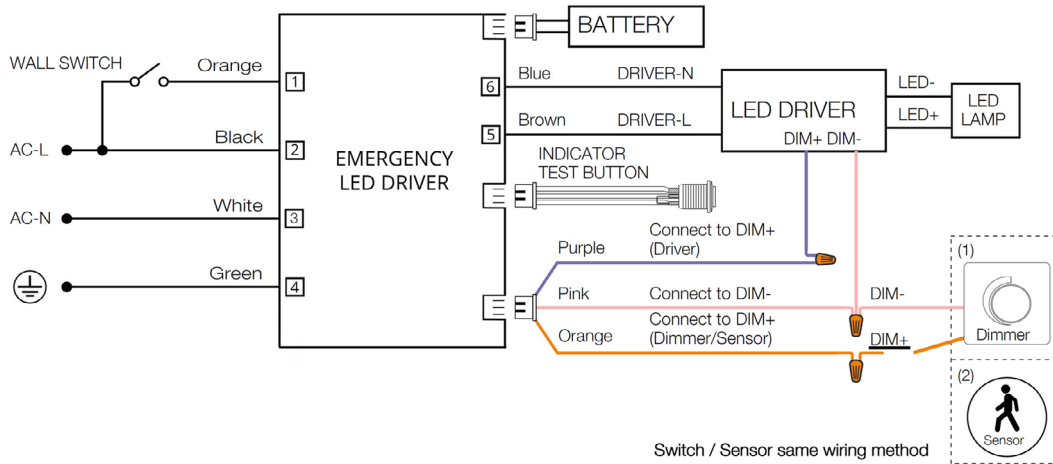 BATTERY
WALL SWITCH
Orange
1
6
Blue
DRIVER-N
LED DRIVER
LED-
LED+
LED
LAMP
AC-L
Black
2
5
Brown
DRIVER-L
DIM+ DIM-
EMERGENCY
LED DRIVER
INDICATOR
TEST BUTTON
AC-N
White
3
Green
4
Purple
Connect to DIM+
(Driver)
Pink
Connect to DIM-
DIM-
Orange
Connect to DIM+
(Dimmer/Sensor)
DIM+
(1)
Dimmer
(2)
Sensor
Switch / Sensor same wiring method